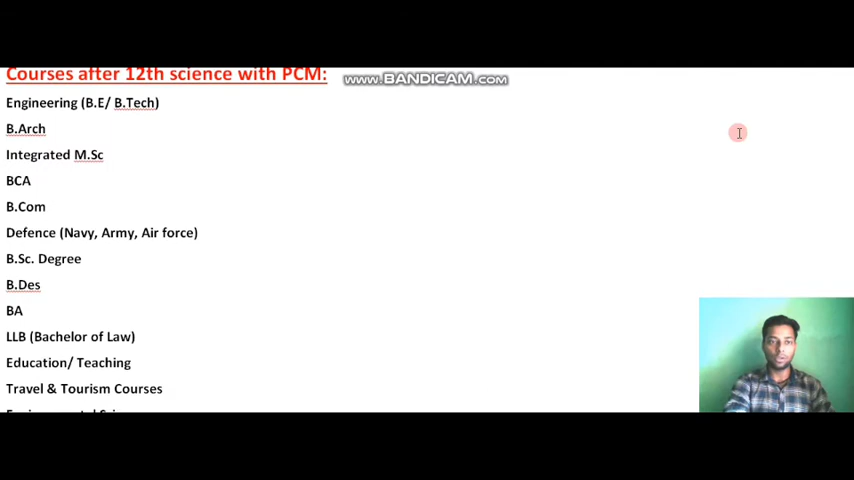 Courses after 12th science with PCM:
www.BANDICAM.com
Engineering (B.E/ B.Tech)
B.Arch
Integrated M.Sc
BCA
B.Com
Defence (Navy, Army, Air force)
B.Sc. Degree
B.Des
BA
LLB (Bachelor of Law)
Education/ Teaching
Travel & Tourism Courses